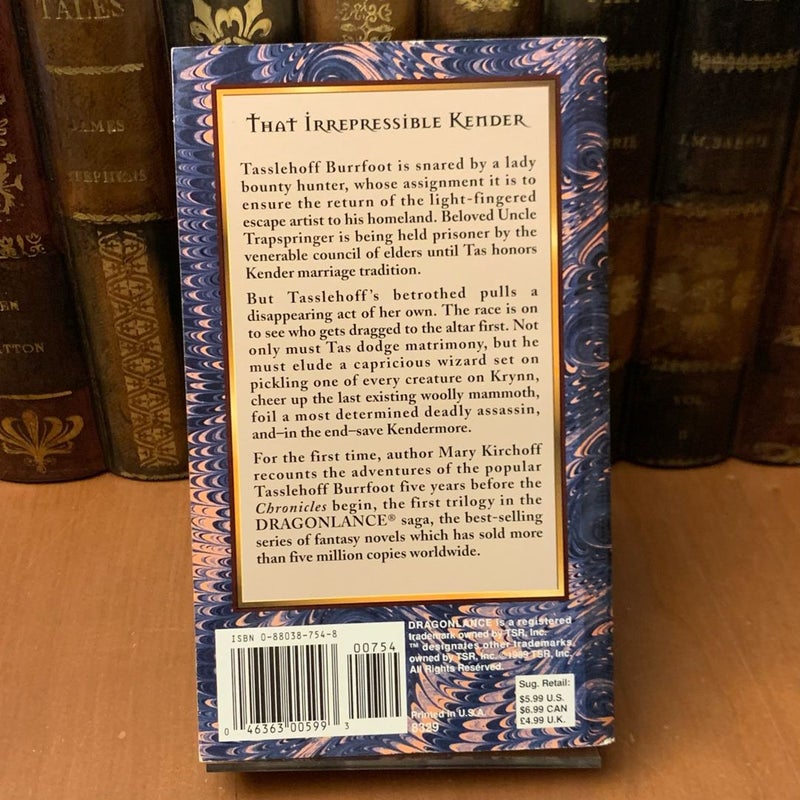 TALES
JAMES
STEPHENS
THAT IRREPRESSIBLE KENDER
Tasslehoff Burrfoot is snared by a lady
bounty hunter, whose assignment it is to
ensure the return of the light-fingered
escape artist to his homeland. Beloved Uncle
Trapspringer is being held prisoner by the
venerable council of elders until Tas honors
Kender marriage tradition.
But Tasslehoff's betrothed pulls a
disappearing act of her own. The race is on
to see who gets dragged to the altar first. Not
only must Tas dodge matrimony, but he
must elude a capricious wizard set on
pickling one of every creature on Krynn,
cheer up the last existing woolly mammoth,
foil a most determined deadly assassin,
and–in the end–save Kendermore.
For the first time, author Mary Kirchoff
recounts the adventures of the popular
Tasslehoff Burrfoot five years before the
Chronicles begin, the first trilogy in the
DRAGONLANCE® saga, the best-selling
series of fantasy novels which has sold more
than five million copies worldwide.
ISBN 0-88038-754-8
00754
0 46363 00599 3
DRAGONLANCE is a registered
trademark owned by TSR, Inc.
™ designates other trademarks
owned by TSR, Inc. ©1989 TSR, Inc.
All Rights Reserved.
Sug. Retail:
$5.99 U.S.
$6.99 CAN
£4.99 U.K.
Printed in U.S.A.
8329
J.M. BARRIE
VOL